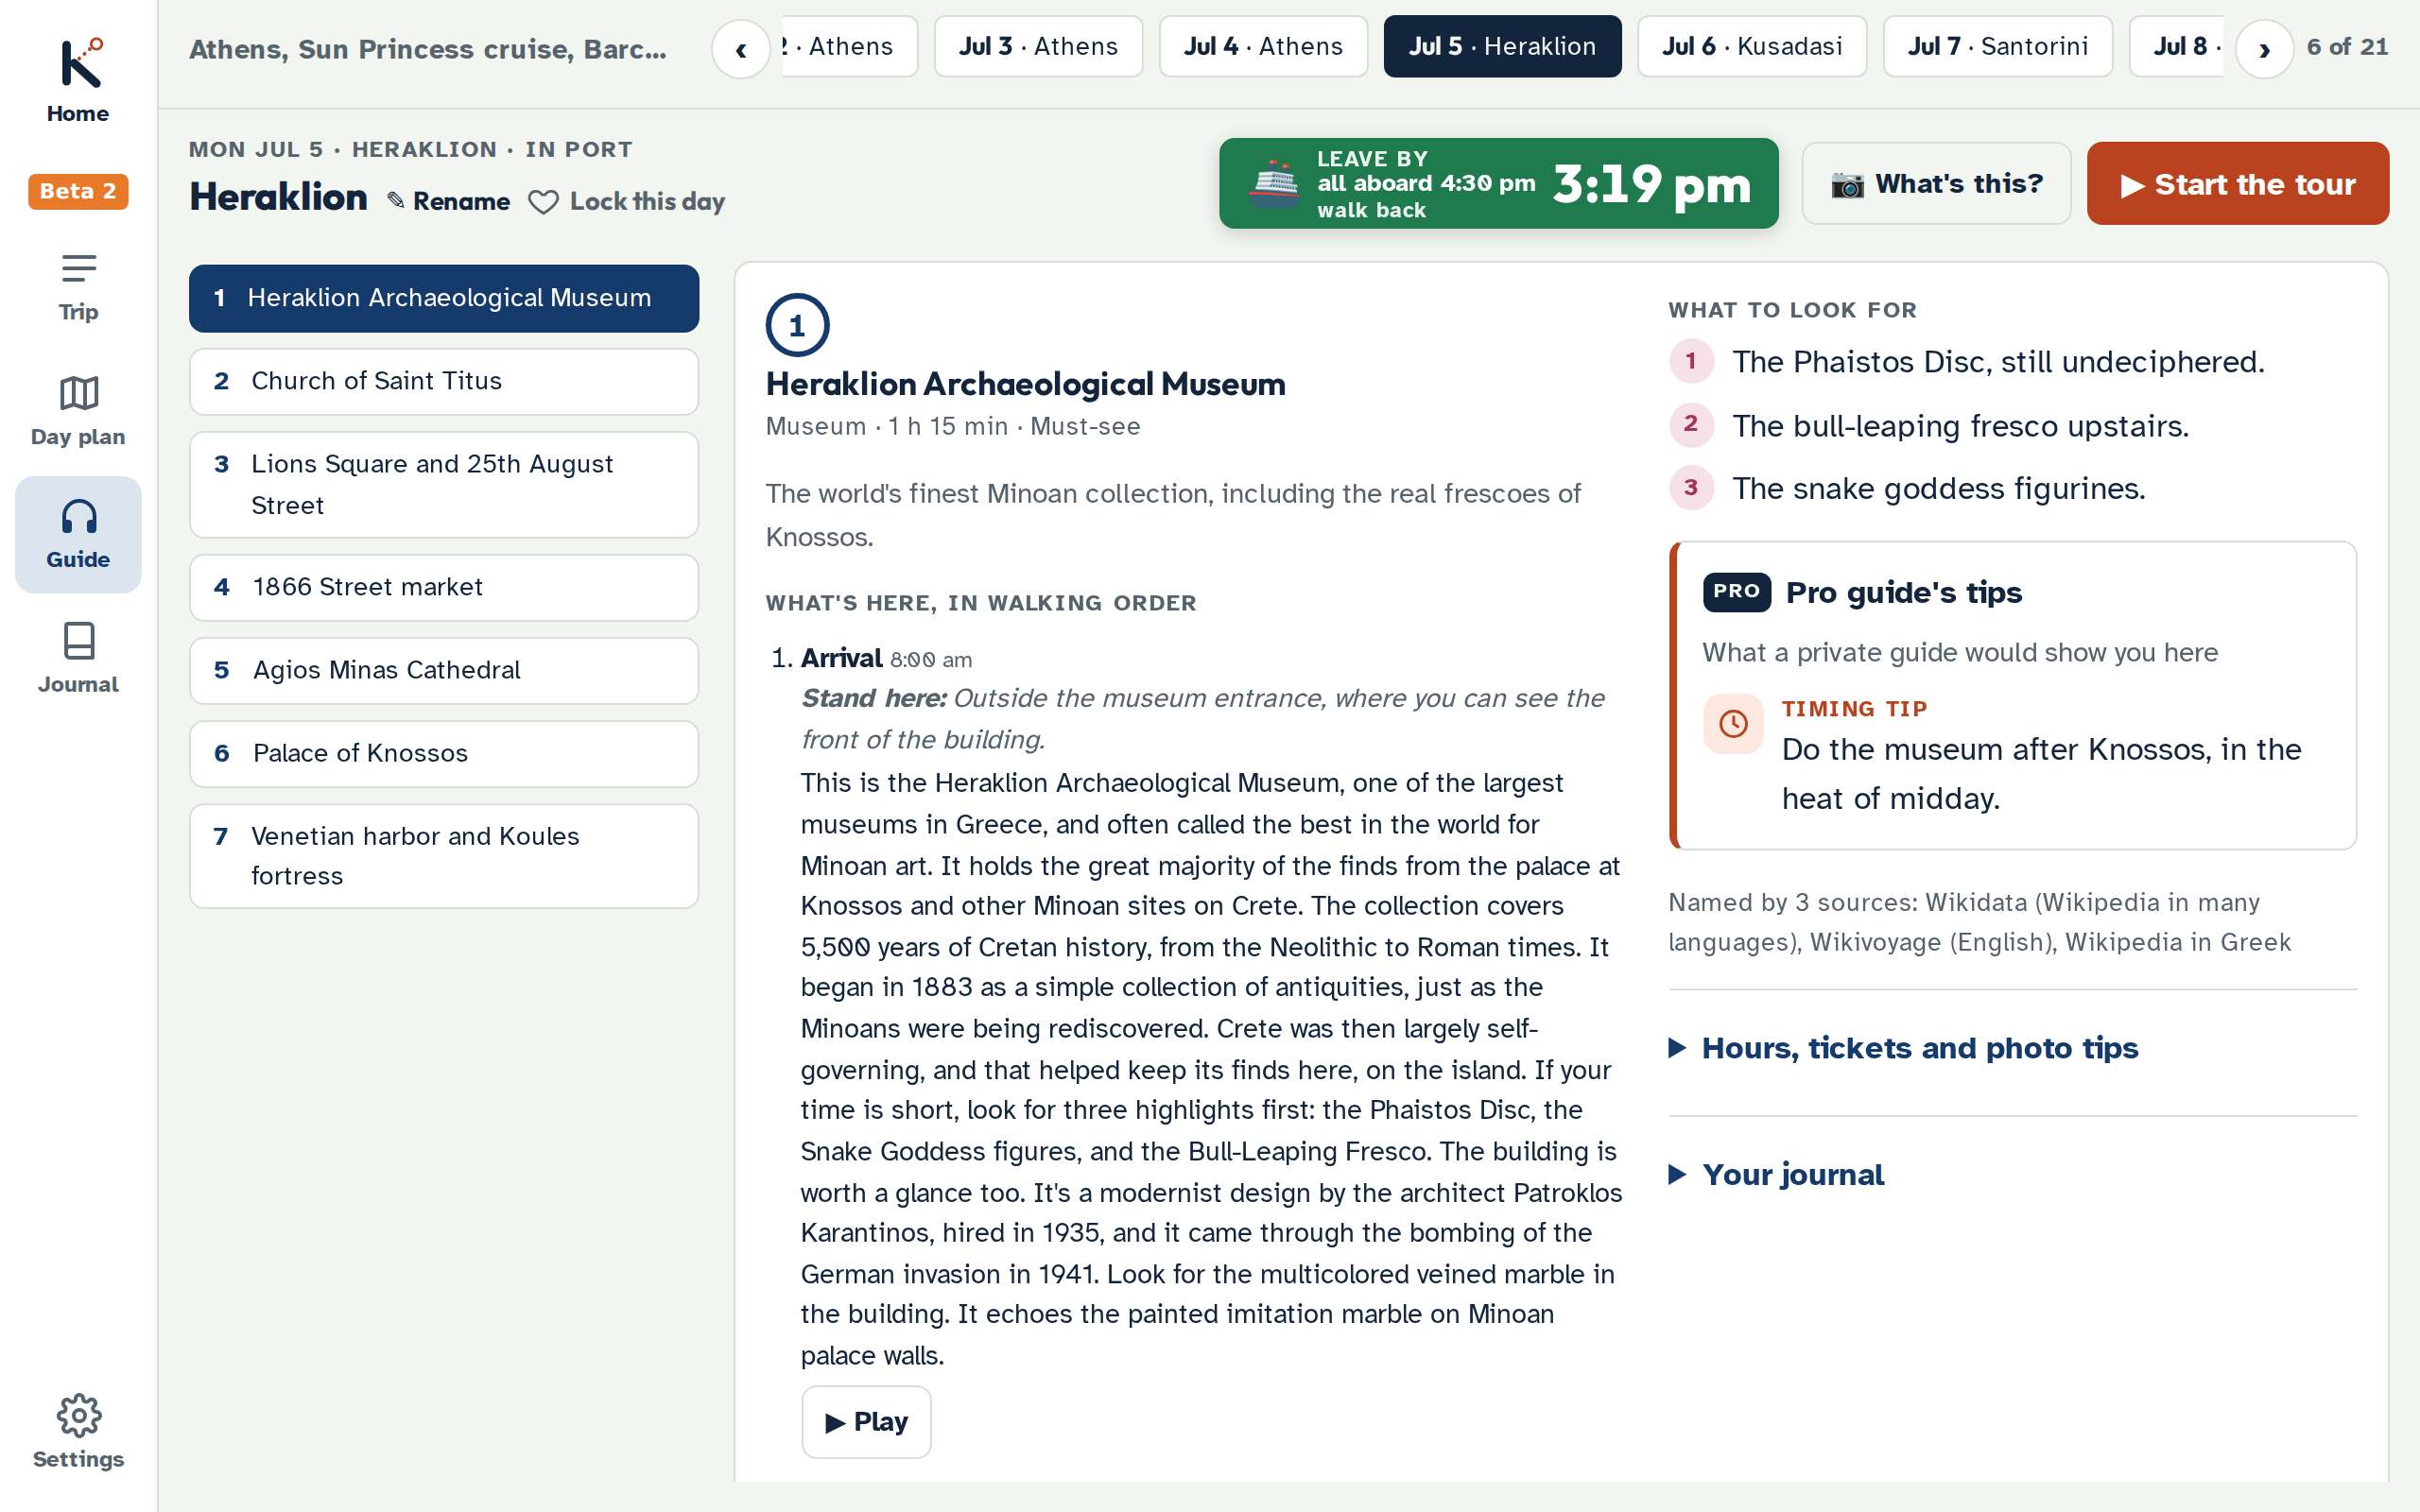 Home
Beta 2
Trip
Day plan
Guide
Journal
Settings
Athens, Sun Princess cruise, Barc...
‹
2 · Athens
Jul 3 · Athens
Jul 4 · Athens
Jul 5 · Heraklion
Jul 6 · Kusadasi
Jul 7 · Santorini
Jul 8 ·
›
6 of 21
MON JUL 5 · HERAKLION · IN PORT
Heraklion
✎ Rename
Lock this day
LEAVE BY
all aboard 4:30 pm
walk back
3:19 pm
What's this?
▶ Start the tour
1 Heraklion Archaeological Museum
2 Church of Saint Titus
3 Lions Square and 25th August
Street
4 1866 Street market
5 Agios Minas Cathedral
6 Palace of Knossos
7 Venetian harbor and Koules
fortress
1
Heraklion Archaeological Museum
Museum · 1 h 15 min · Must-see
The world's finest Minoan collection, including the real frescoes of
Knossos.
WHAT'S HERE, IN WALKING ORDER
1. Arrival 8:00 am
Stand here: Outside the museum entrance, where you can see the
front of the building.
This is the Heraklion Archaeological Museum, one of the largest
museums in Greece, and often called the best in the world for
Minoan art. It holds the great majority of the finds from the palace at
Knossos and other Minoan sites on Crete. The collection covers
5,500 years of Cretan history, from the Neolithic to Roman times. It
began in 1883 as a simple collection of antiquities, just as the
Minoans were being rediscovered. Crete was then largely self-
governing, and that helped keep its finds here, on the island. If your
time is short, look for three highlights first: the Phaistos Disc, the
Snake Goddess figures, and the Bull-Leaping Fresco. The building is
worth a glance too. It's a modernist design by the architect Patroklos
Karantinos, hired in 1935, and it came through the bombing of the
German invasion in 1941. Look for the multicolored veined marble in
the building. It echoes the painted imitation marble on Minoan
palace walls.
▶ Play
WHAT TO LOOK FOR
1 The Phaistos Disc, still undeciphered.
2 The bull-leaping fresco upstairs.
3 The snake goddess figurines.
PRO Pro guide's tips
What a private guide would show you here
TIMING TIP
Do the museum after Knossos, in the
heat of midday.
Named by 3 sources: Wikidata (Wikipedia in many
languages), Wikivoyage (English), Wikipedia in Greek
▶ Hours, tickets and photo tips
▶ Your journal